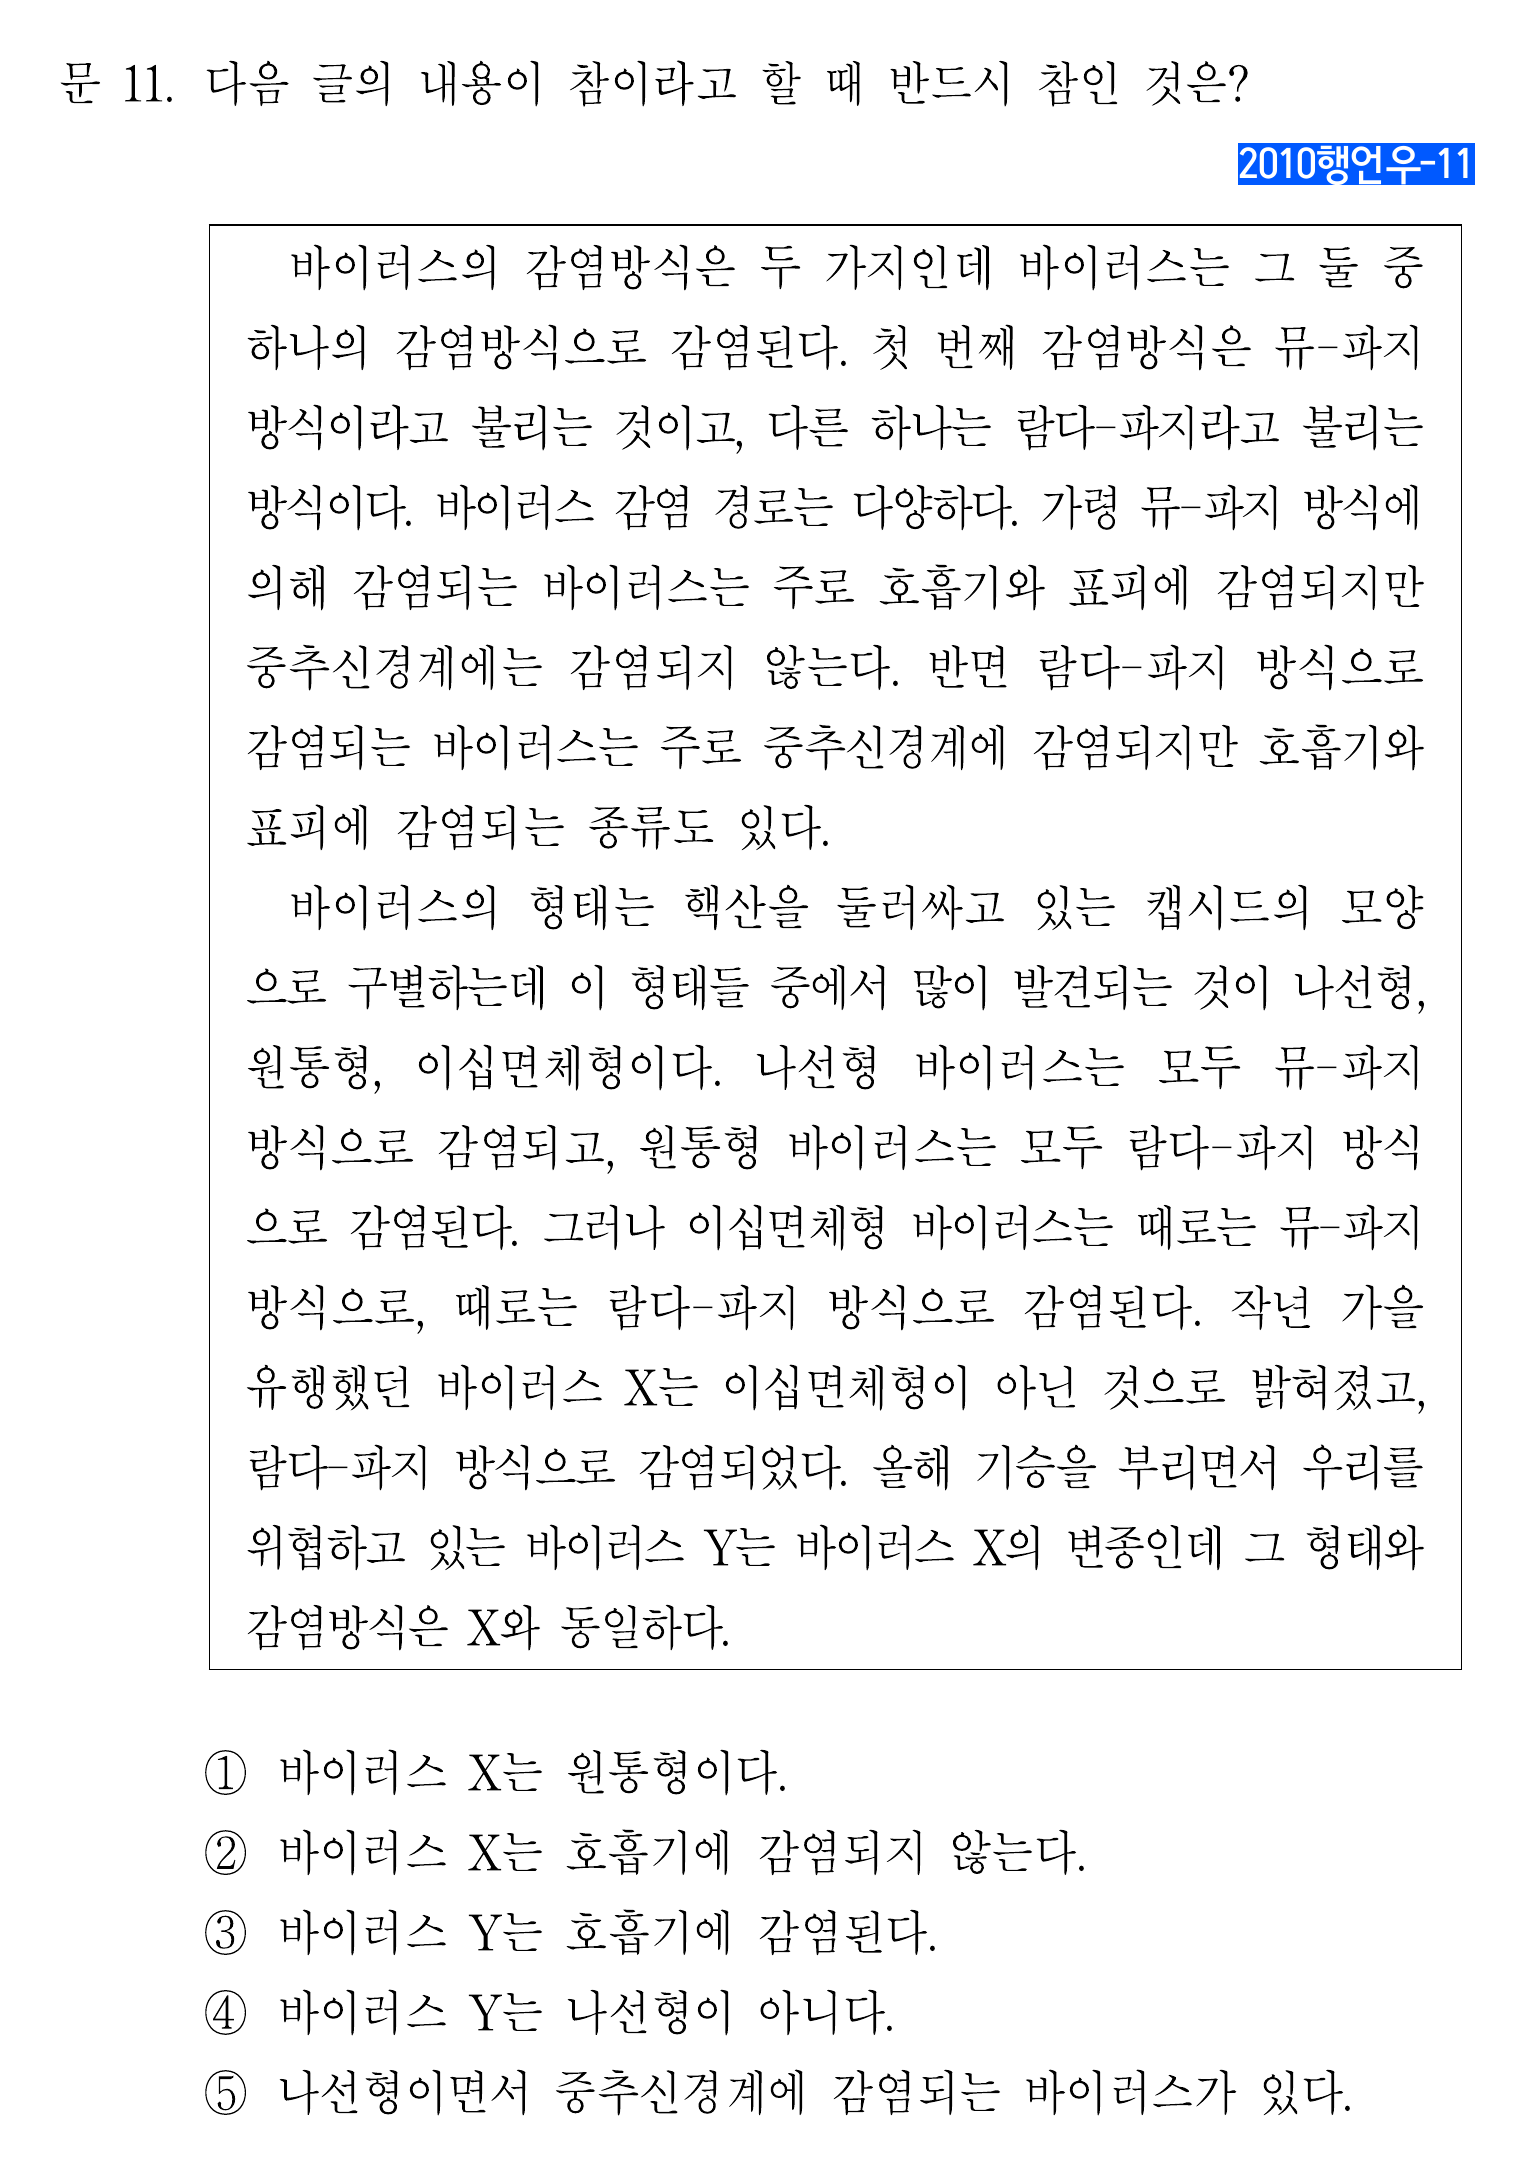 문 11. 다음 글의 내용이 참이라고 할 때 반드시 참인 것은?
2010행언우-11
바이러스의 감염방식은 두 가지인데 바이러스는 그 둘 중
하나의 감염방식으로 감염된다. 첫 번째 감염방식은 뮤-파지
방식이라고 불리는 것이고, 다른 하나는 람다-파지라고 불리는
방식이다. 바이러스 감염 경로는 다양하다. 가령 뮤-파지 방식에
의해 감염되는 바이러스는 주로 호흡기와 표피에 감염되지만
중추신경계에는 감염되지 않는다. 반면 람다-파지 방식으로
감염되는 바이러스는 주로 중추신경계에 감염되지만 호흡기와
표피에 감염되는 종류도 있다.
바이러스의 형태는 핵산을 둘러싸고 있는 캡시드의 모양
으로 구별하는데 이 형태들 중에서 많이 발견되는 것이 나선형,
원통형, 이십면체형이다. 나선형 바이러스는 모두 뮤-파지
방식으로 감염되고, 원통형 바이러스는 모두 람다-파지 방식
으로 감염된다. 그러나 이십면체형 바이러스는 때로는 뮤-파지
방식으로, 때로는 람다-파지 방식으로 감염된다. 작년 가을
유행했던 바이러스 X는 이십면체형이 아닌 것으로 밝혀졌고,
람다-파지 방식으로 감염되었다. 올해 기승을 부리면서 우리를
위협하고 있는 바이러스 Y는 바이러스 X의 변종인데 그 형태와
감염방식은 X와 동일하다.
① 바이러스 X는 원통형이다.
② 바이러스 X는 호흡기에 감염되지 않는다.
③ 바이러스 Y는 호흡기에 감염된다.
④ 바이러스 Y는 나선형이 아니다.
⑤ 나선형이면서 중추신경계에 감염되는 바이러스가 있다.